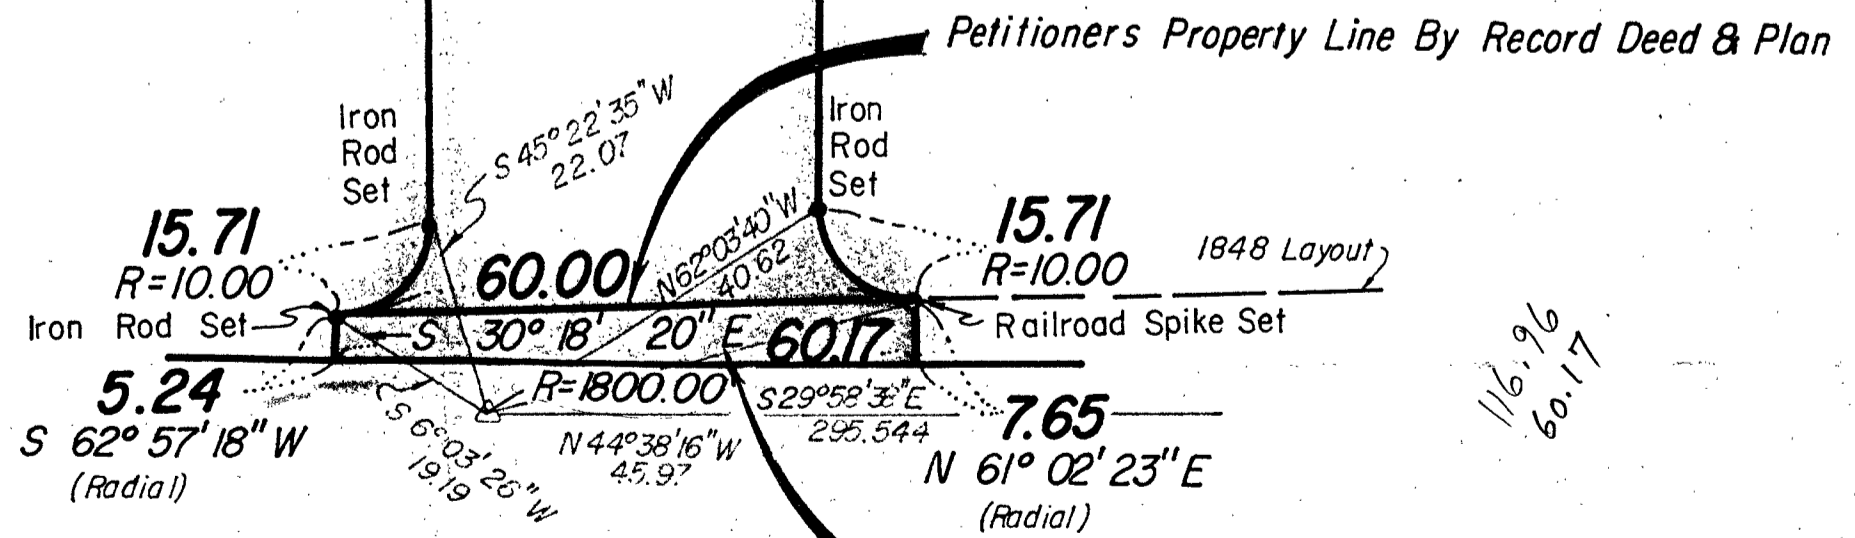 Petitioners Property Line By Record Deed & Plan
Iron
Rod
Set
S 45° 22' 35" W
22.07
Iron
Rod
Set
15.71
R=10.00
Iron Rod Set
60.00
N62°03'40"W
40.62
15.71
R=10.00
1848 Layout
Railroad Spike Set
S 30° 18' 20" E
60.17
5.24
S 62° 57' 18" W
(Radial)
S 6°03' 26" W
19.19
R=1800.00
N 44°38'16"W
45.97
S 29°58'38"E
295.544
7.65
N 61° 02' 23" E
(Radial)
116.96
60.17